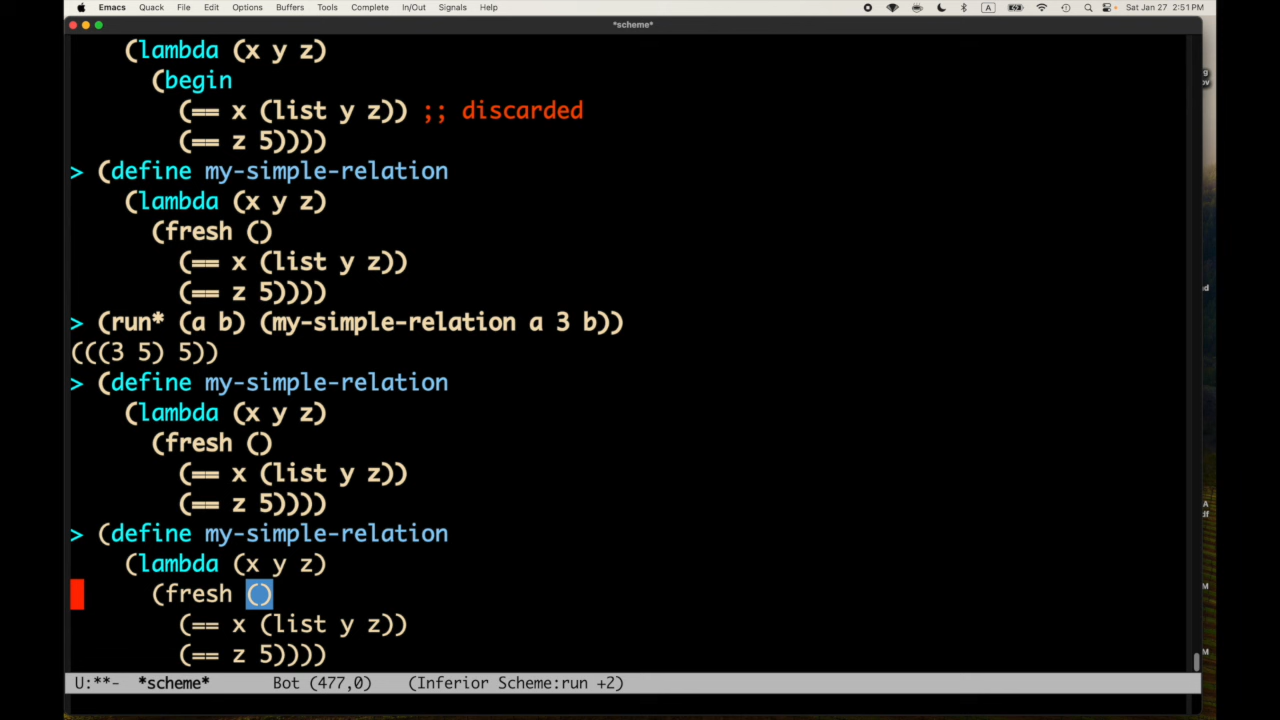 Emacs Quack File Edit Options Buffers Tools Complete In/Out Signals Help A Sat Jan 27 2:51 PM
*scheme*
(lambda (x y z)
(begin
(== x (list y z)) ;; discarded
(== z 5))))
> (define my-simple-relation
(lambda (x y z)
(fresh ()
(== x (list y z))
(== z 5))))
> (run* (a b) (my-simple-relation a 3 b))
(((3 5) 5))
> (define my-simple-relation
(lambda (x y z)
(fresh ()
(== x (list y z))
(== z 5))))
> (define my-simple-relation
(lambda (x y z)
(fresh ()
(== x (list y z))
(== z 5))))
U:**- *scheme* Bot (477,0) (Inferior Scheme:run +2)